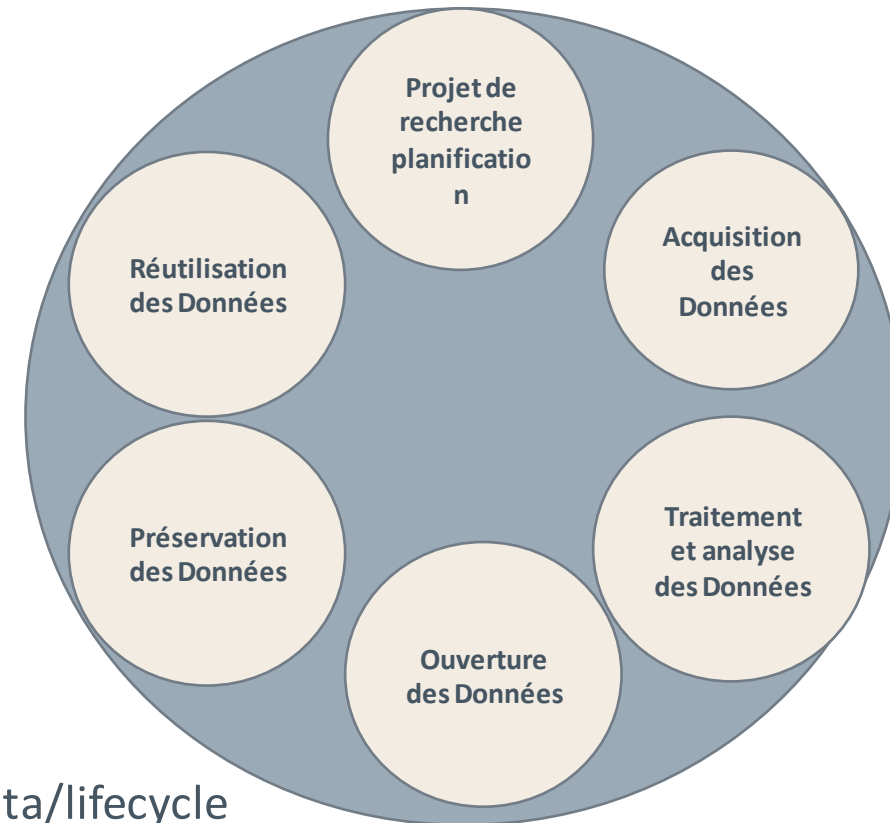 Projet de
recherche
planificatio
n
Acquisition
des
Données
Traitement
et analyse
des Données
Ouverture
des Données
Préservation
des Données
Réutilisation
des Données
ta/lifecycle